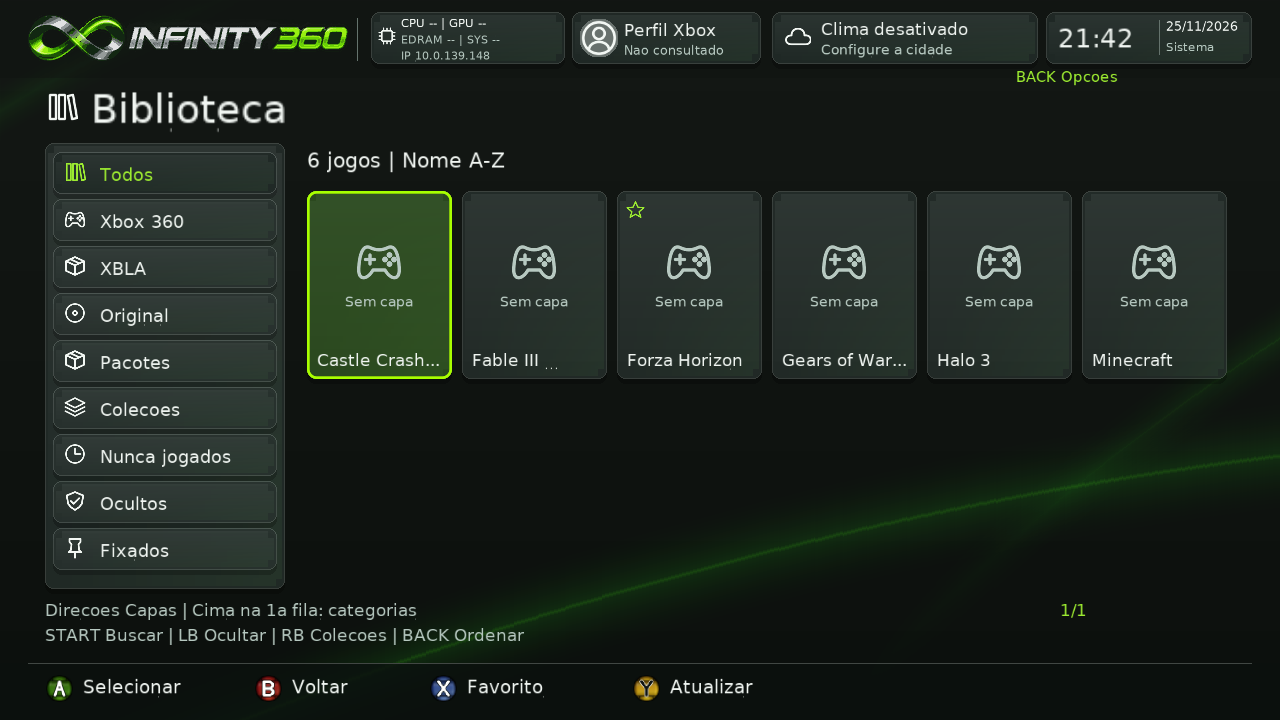 INFINITY 360
CPU -- | GPU --
EDRAM -- | SYS --
IP 10.0.139.148
Perfil Xbox
Nao consultado
Clima desativado
Configure a cidade
21:42
25/11/2026
Sistema
BACK Opcoes
Biblioteca
Todos
Xbox 360
XBLA
Original
Pacotes
Colecoes
Nunca jogados
Ocultos
Fixados
6 jogos | Nome A-Z
Sem capa
Castle Crash...
Sem capa
Fable III ...
Sem capa
Forza Horizon
Sem capa
Gears of War...
Sem capa
Halo 3
Sem capa
Minecraft
Direcoes Capas | Cima na 1a fila: categorias
1/1
START Buscar | LB Ocultar | RB Colecoes | BACK Ordenar
A Selecionar
B Voltar
X Favorito
Y Atualizar